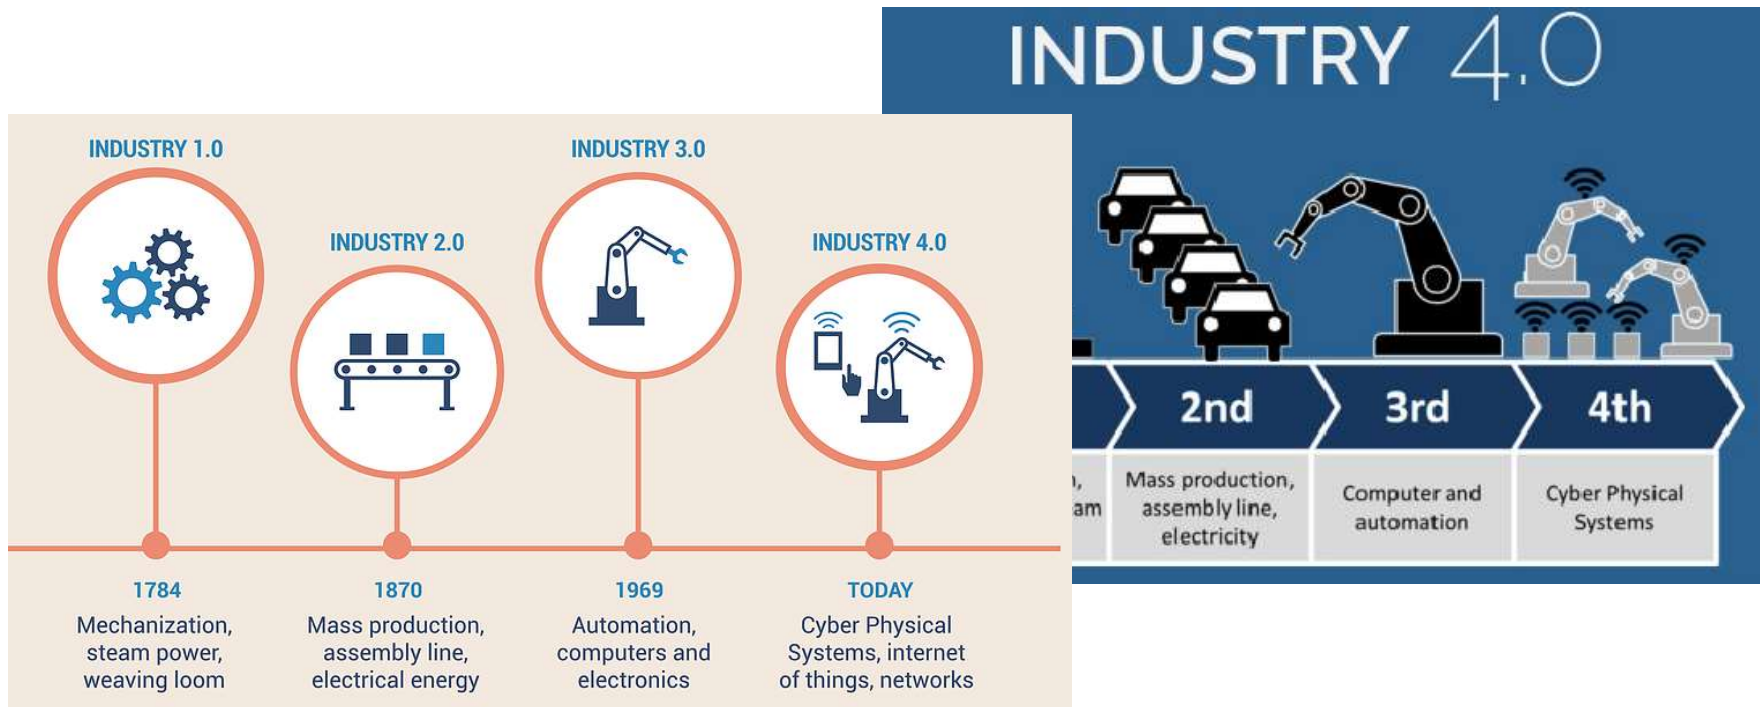 INDUSTRY 4.0
INDUSTRY 1.0
INDUSTRY 3.0
INDUSTRY 2.0
INDUSTRY 4.0
1784
Mechanization,
steam power,
weaving loom
1870
Mass production,
assembly line,
electrical energy
1969
Automation,
computers and
electronics
TODAY
Cyber Physical
Systems, internet
of things, networks
2nd
3rd
4th
Mass production,
assembly line,
electricity
Computer and
automation
Cyber Physical
Systems